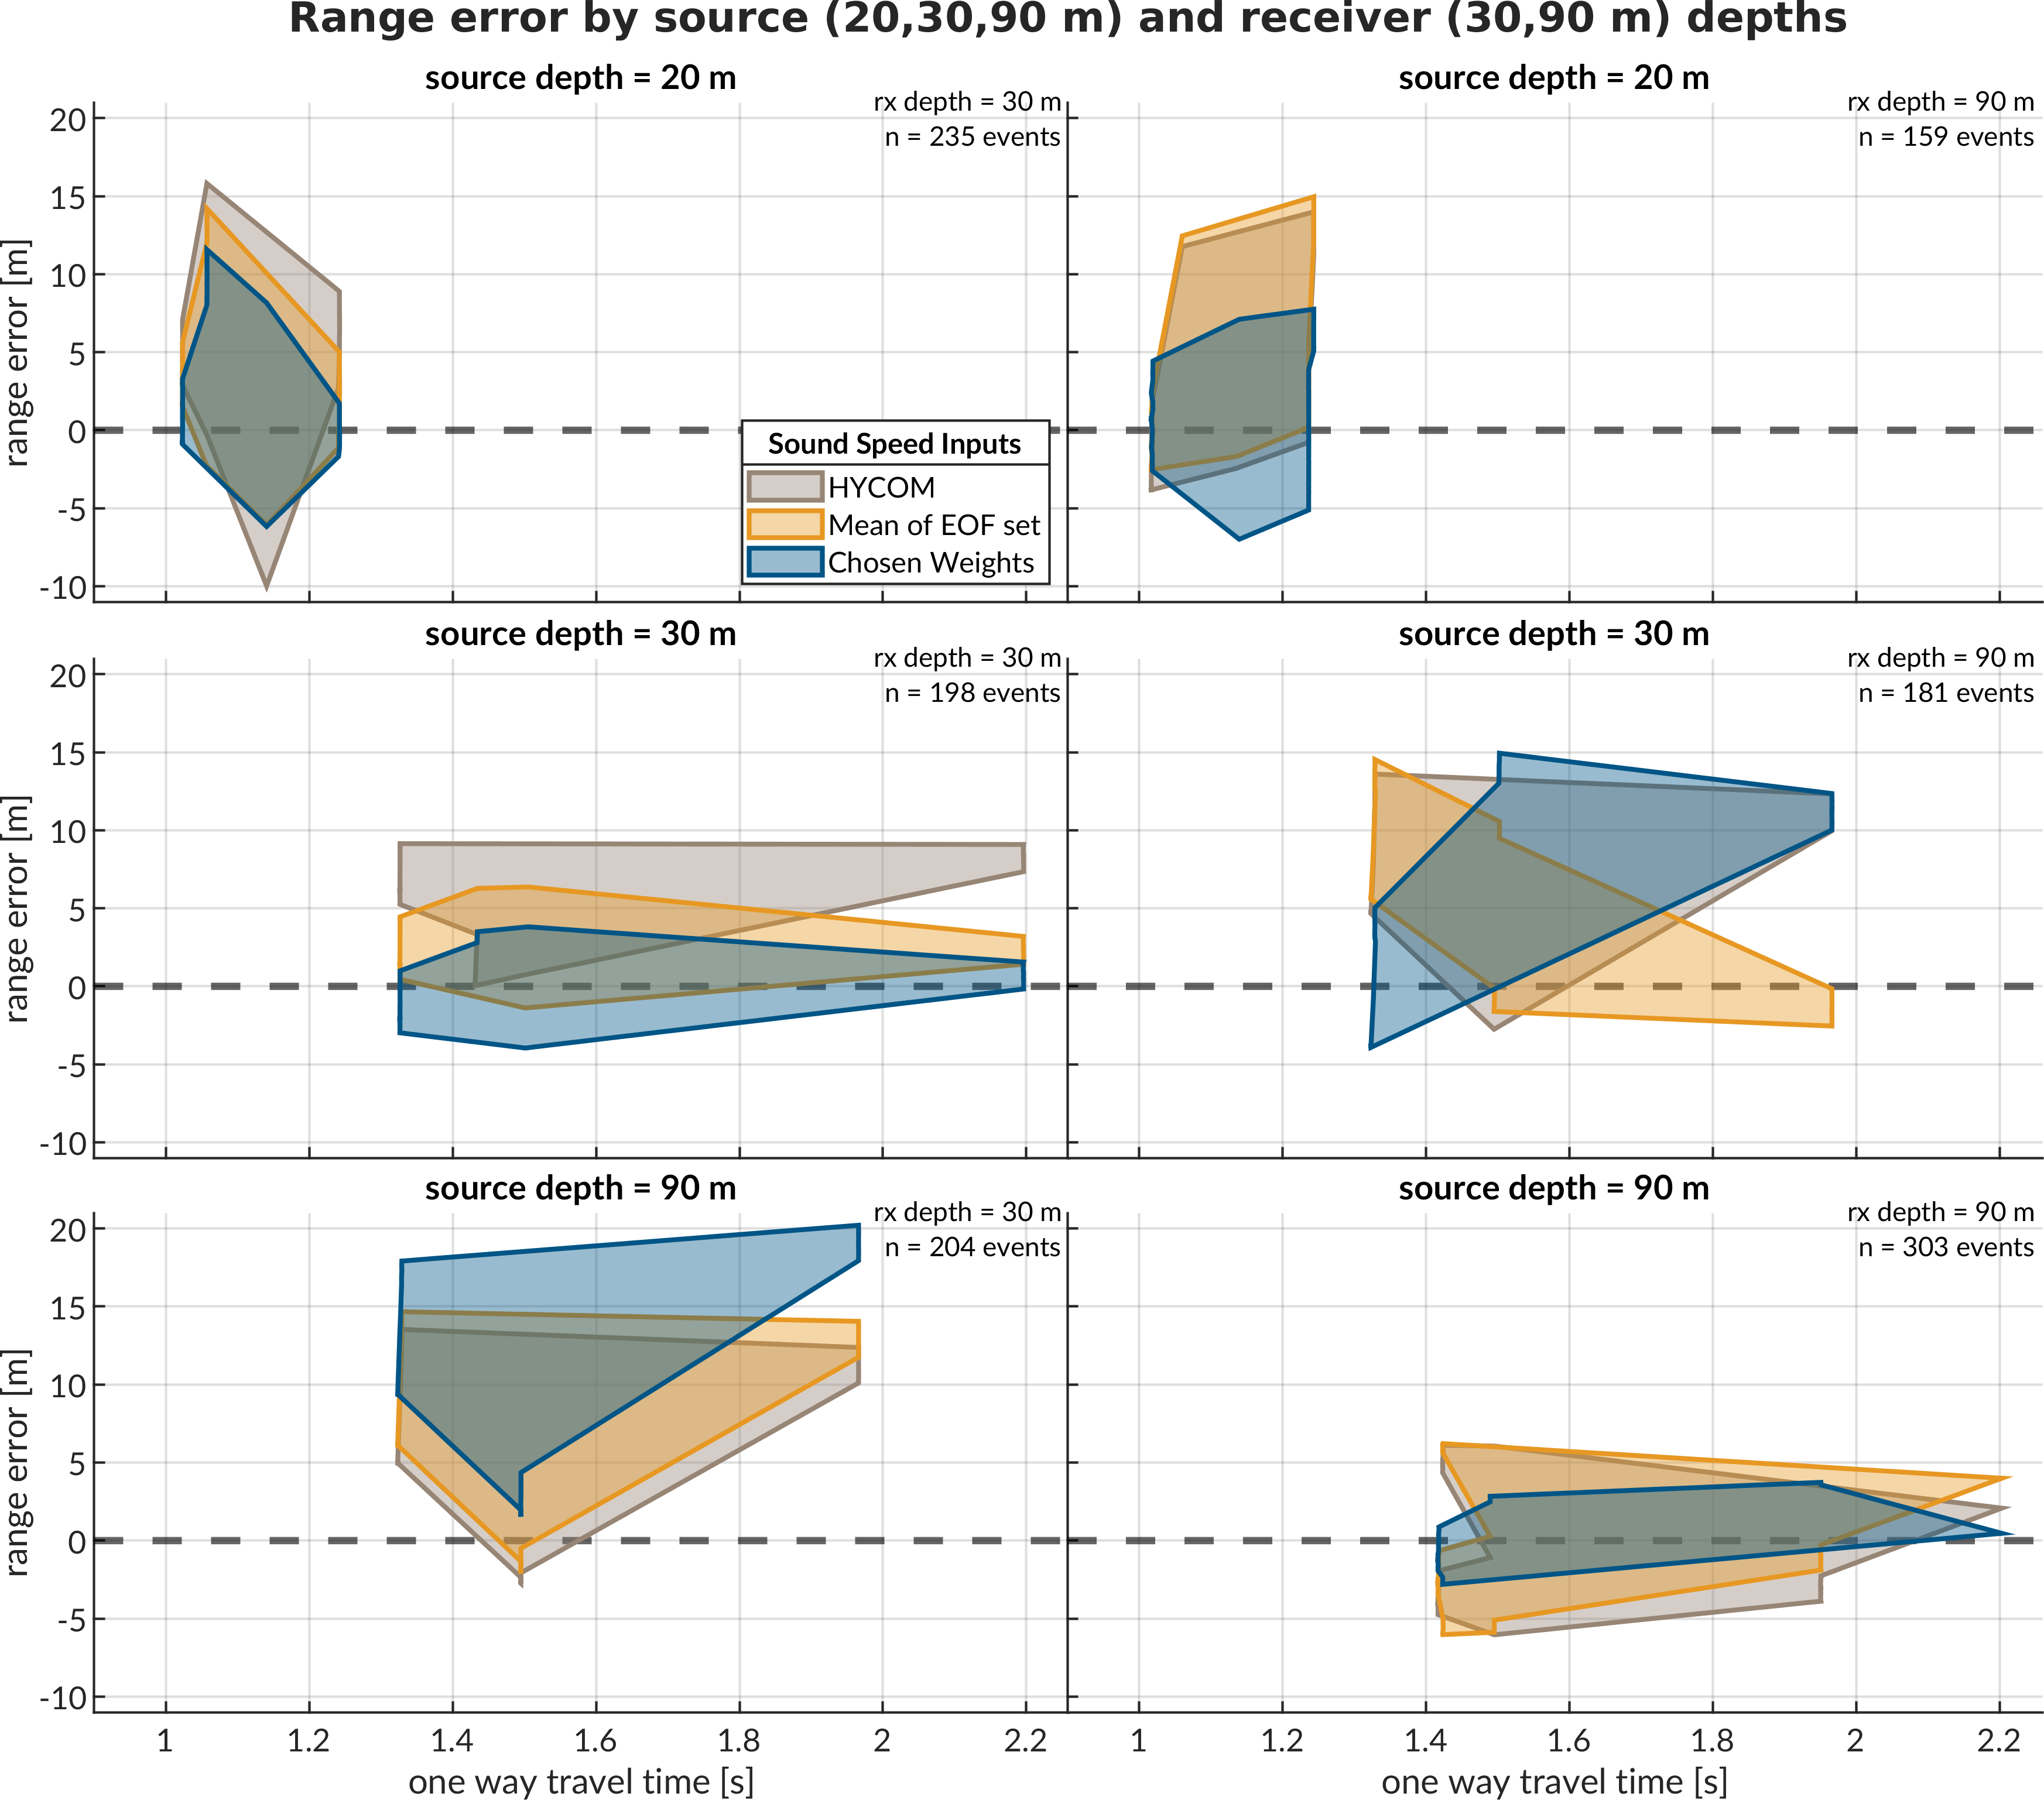 Range error by source (20,30,90 m) and receiver (30,90 m) depths
source depth = 20 m
rx depth = 30 m
n = 235 events
range error [m]
20
15
10
5
0
-5
-10
Sound Speed Inputs
HYCOM
Mean of EOF set
Chosen Weights
source depth = 20 m
rx depth = 90 m
n = 159 events
source depth = 30 m
rx depth = 30 m
n = 198 events
range error [m]
20
15
10
5
0
-5
-10
source depth = 30 m
rx depth = 90 m
n = 181 events
source depth = 90 m
rx depth = 30 m
n = 204 events
range error [m]
20
15
10
5
0
-5
-10
1 1.2 1.4 1.6 1.8 2 2.2
one way travel time [s]
source depth = 90 m
rx depth = 90 m
n = 303 events
1 1.2 1.4 1.6 1.8 2 2.2
one way travel time [s]